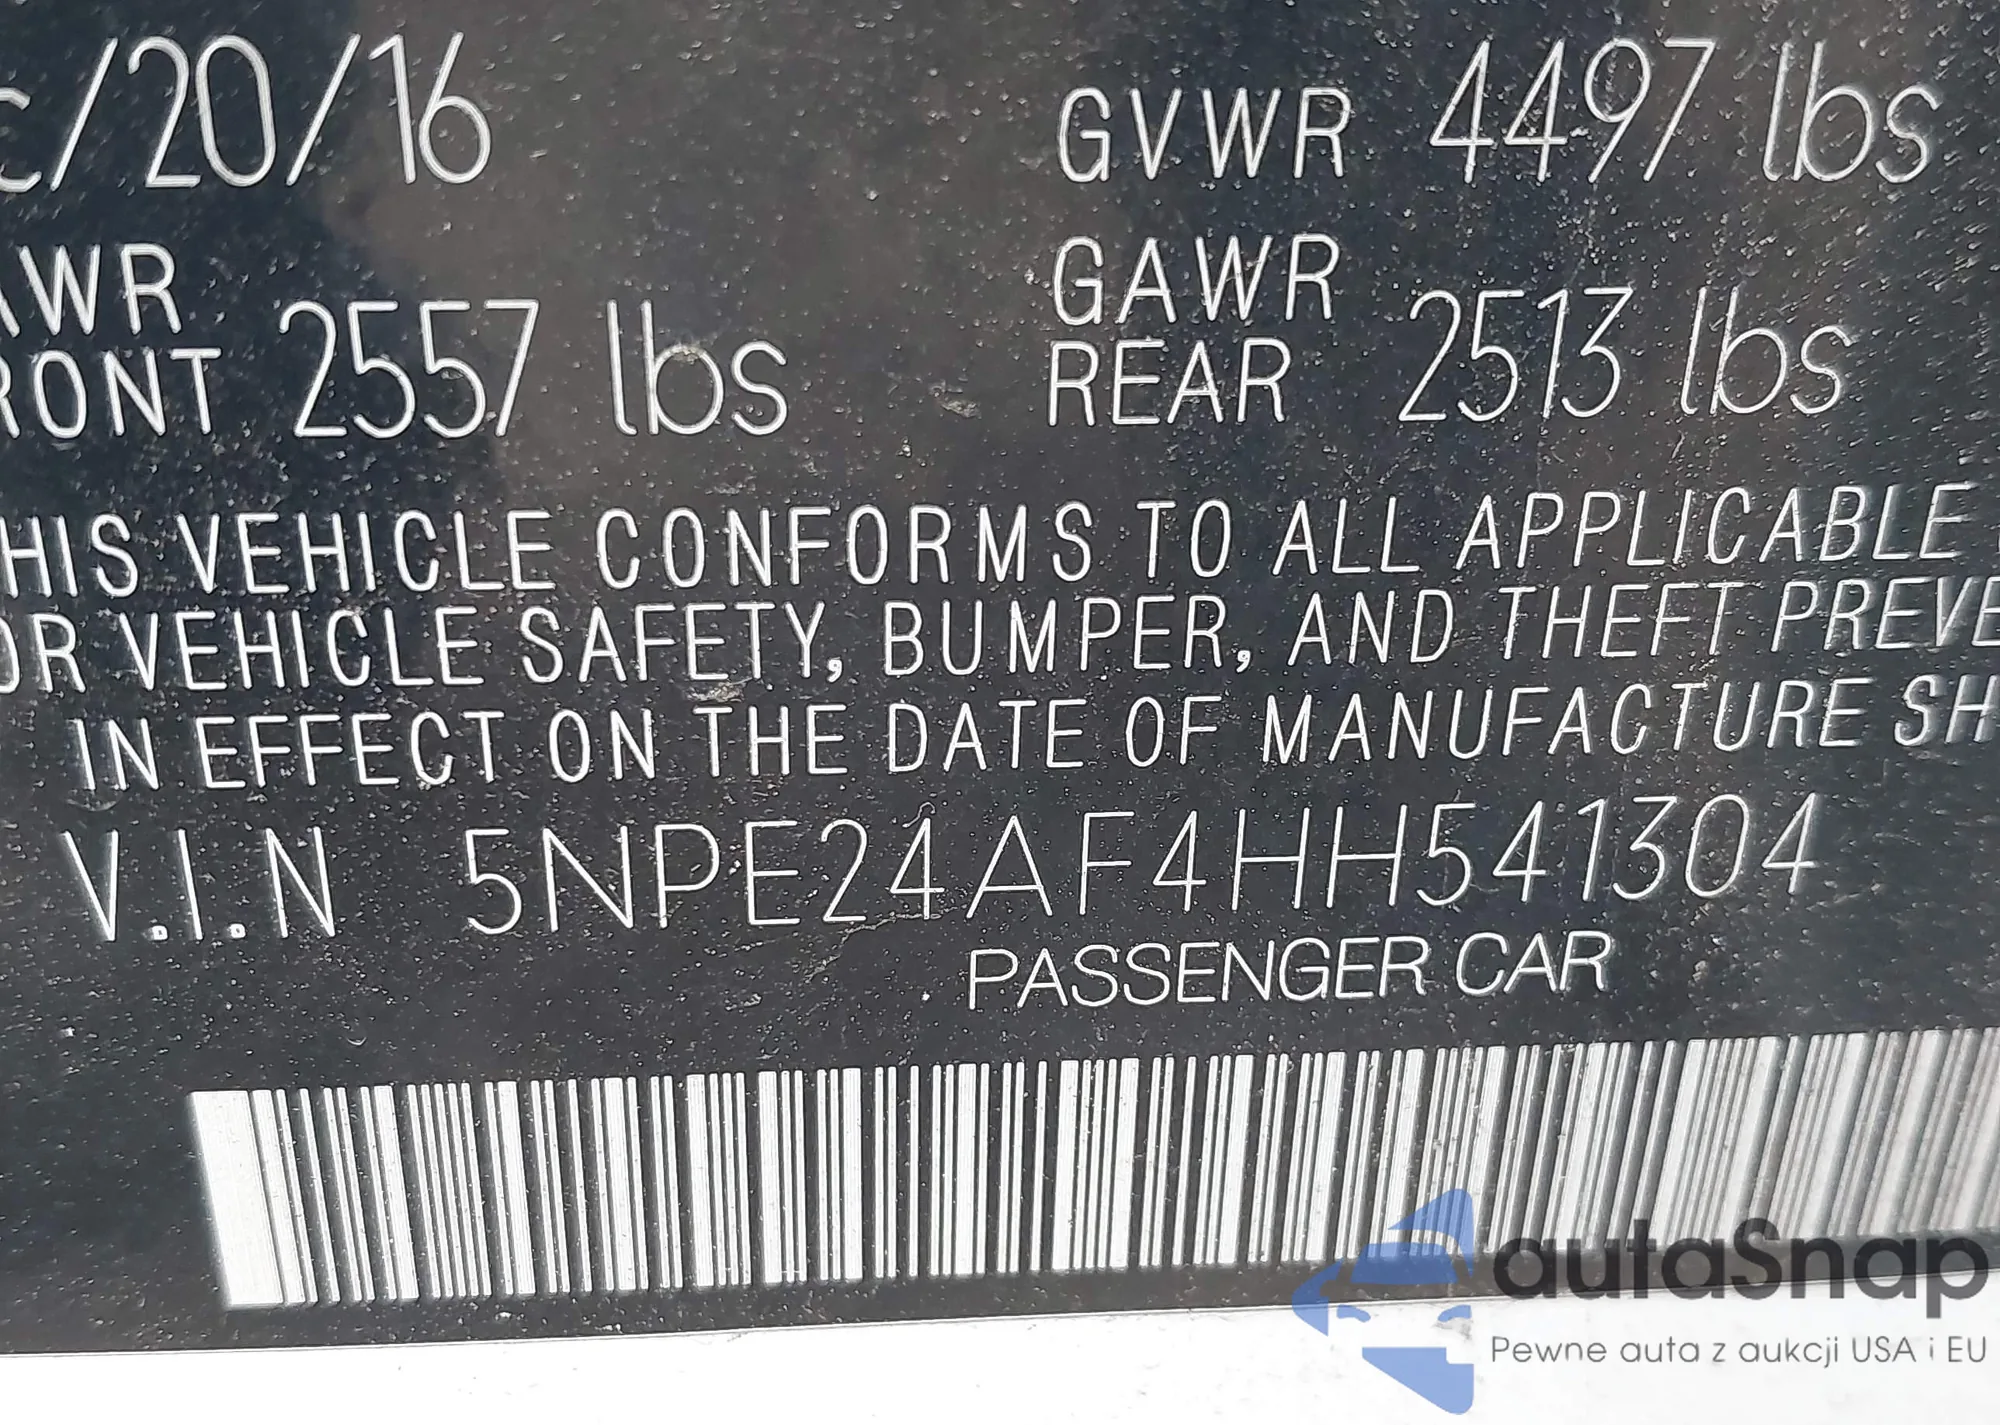 c/20/16 GVWR 4497 lbs
AWR GAWR
RONT 2557 lbs REAR 2513 lbs
HIS VEHICLE CONFORMS TO ALL APPLICABLE
OR VEHICLE SAFETY, BUMPER, AND THEFT PREVE
IN EFFECT ON THE DATE OF MANUFACTURE SH
V.I.N 5NPE24AF4HH541304
PASSENGER CAR
autaSnap
Pewne auta z aukcji USA i EU